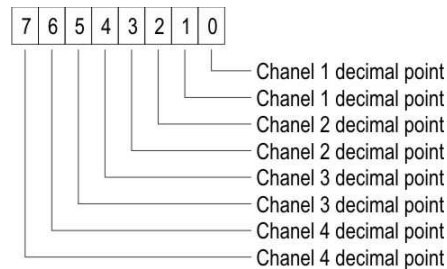 7 6 5 4 3 2 1 0
Chanel 1 decimal point
Chanel 1 decimal point
Chanel 2 decimal point
Chanel 2 decimal point
Chanel 3 decimal point
Chanel 3 decimal point
Chanel 4 decimal point
Chanel 4 decimal point